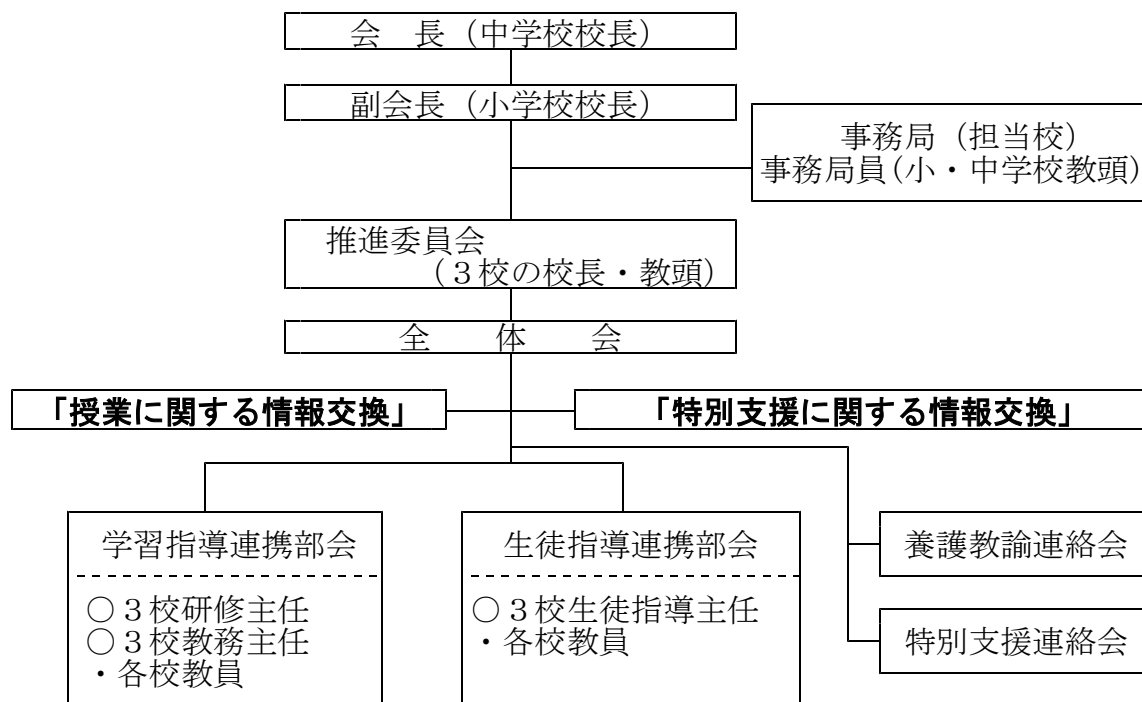 会　長（中学校校長）
副会長（小学校校長）
事務局（担当校）
事務局員(小・中学校教頭)
推進委員会
（３校の校長・教頭）
全　体　会
「授業に関する情報交換」
「特別支援に関する情報交換」
学習指導連携部会
○３校研修主任
○３校教務主任
・各校教員
生徒指導連携部会
○３校生徒指導主任
・各校教員
養護教諭連絡会
特別支援連絡会